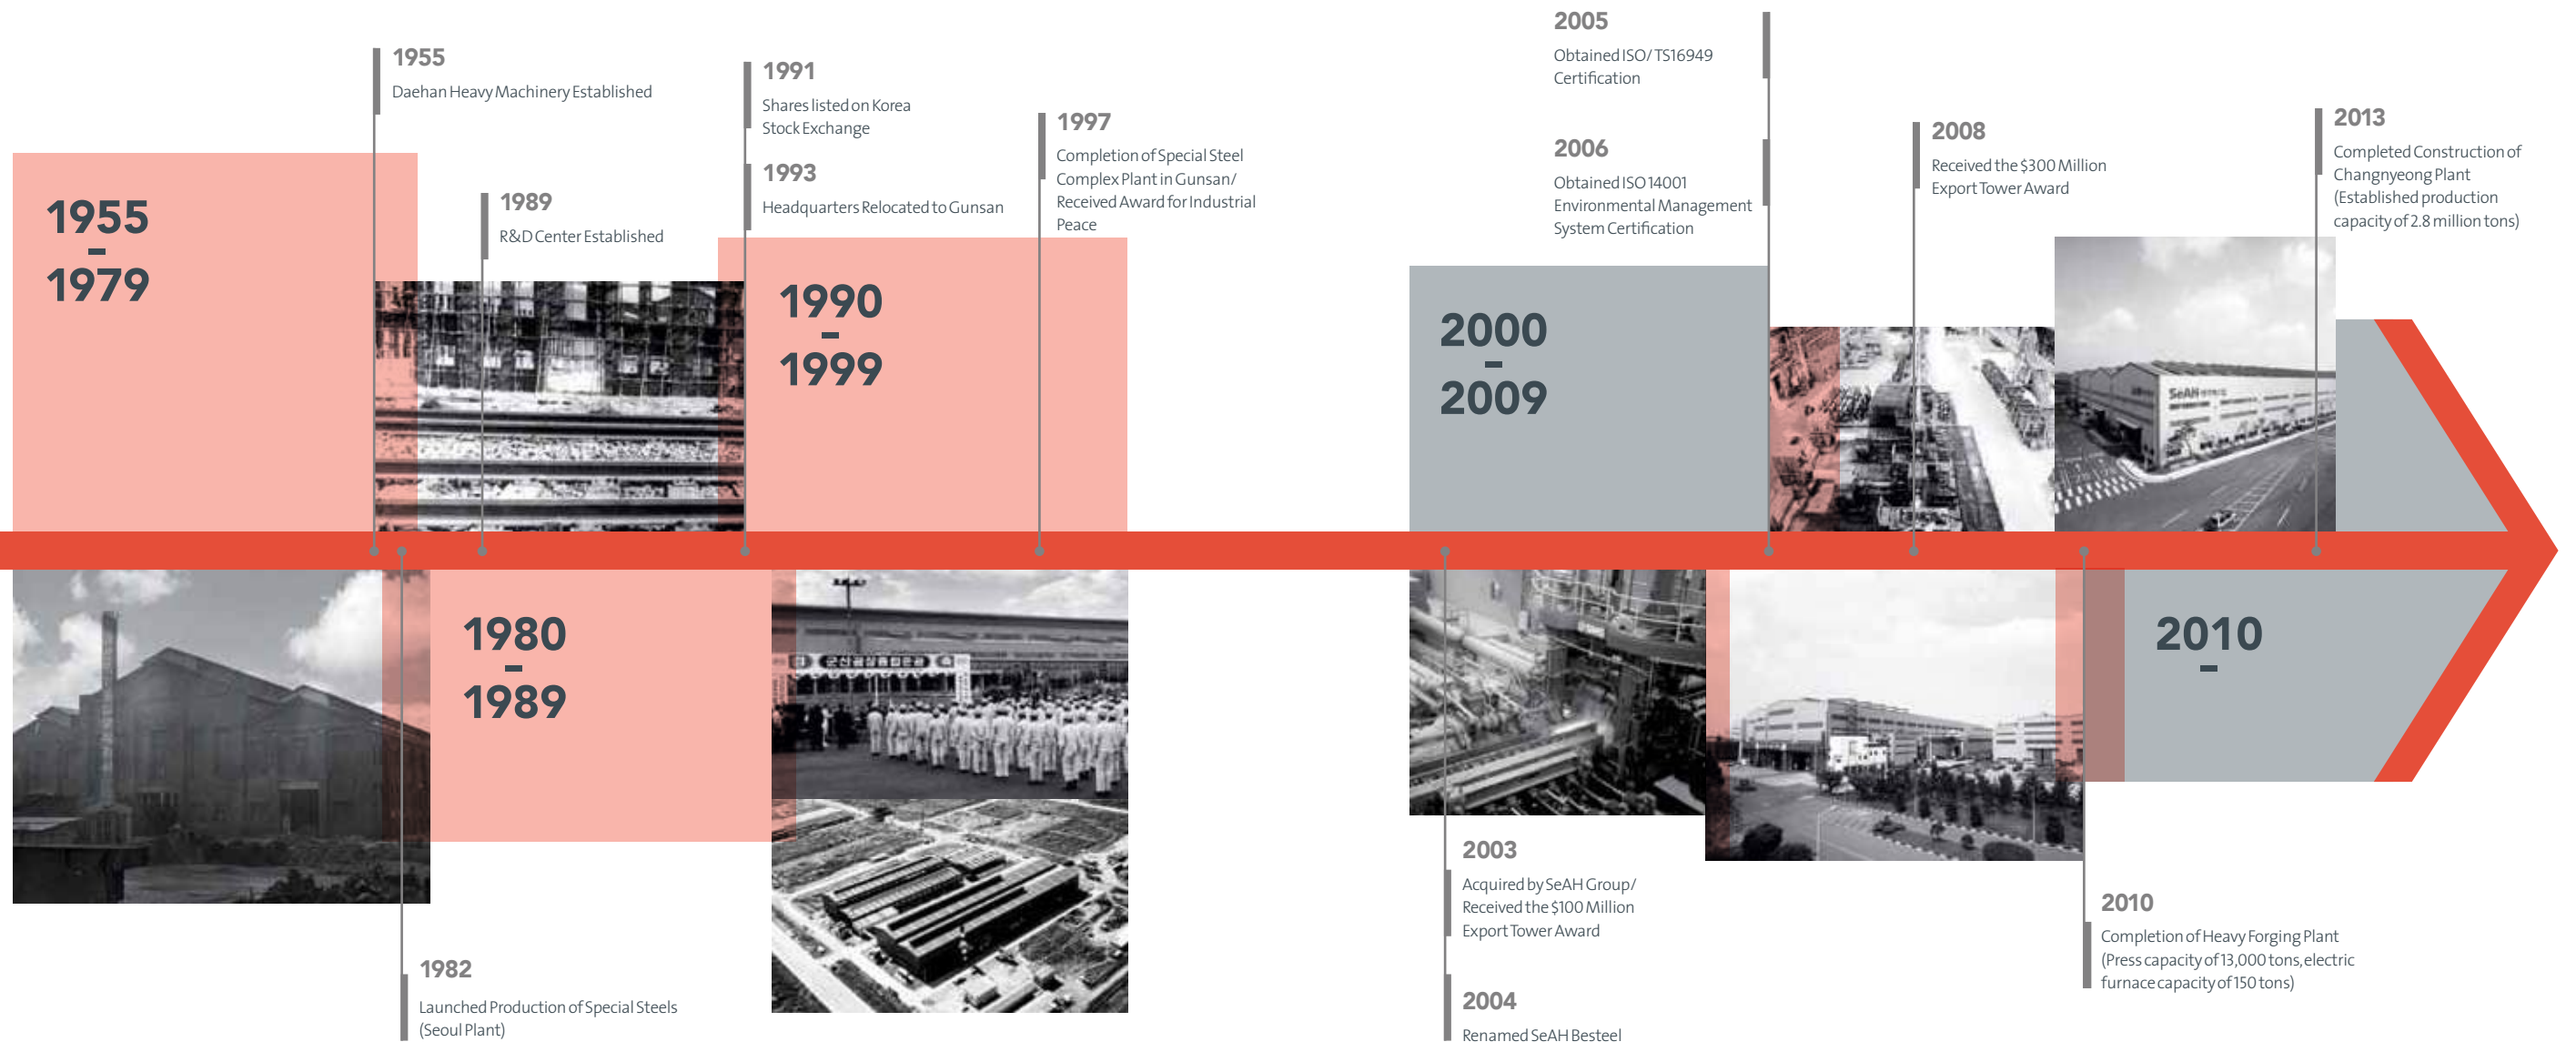 1955
-
1979
1955
Daehan Heavy Machinery Established
1982
Launched Production of Special Steels
(Seoul Plant)
1980
-
1989
1989
R&D Center Established
1991
Shares listed on Korea
Stock Exchange
1993
Headquarters Relocated to Gunsan
1990
-
1999
1997
Completion of Special Steel
Complex Plant in Gunsan/
Received Award for Industrial
Peace
2000
-
2009
2003
Acquired by SeAH Group/
Received the $100 Million
Export Tower Award
2004
Renamed SeAH Besteel
2005
Obtained ISO/TS16949
Certification
2006
Obtained ISO 14001
Environmental Management
System Certification
2008
Received the $300 Million
Export Tower Award
SeAH
2010
-
2010
Completion of Heavy Forging Plant
(Press capacity of 13,000 tons, electric
furnace capacity of 150 tons)
2013
Completed Construction of
Changnyeong Plant
(Established production
capacity of 2.8 million tons)